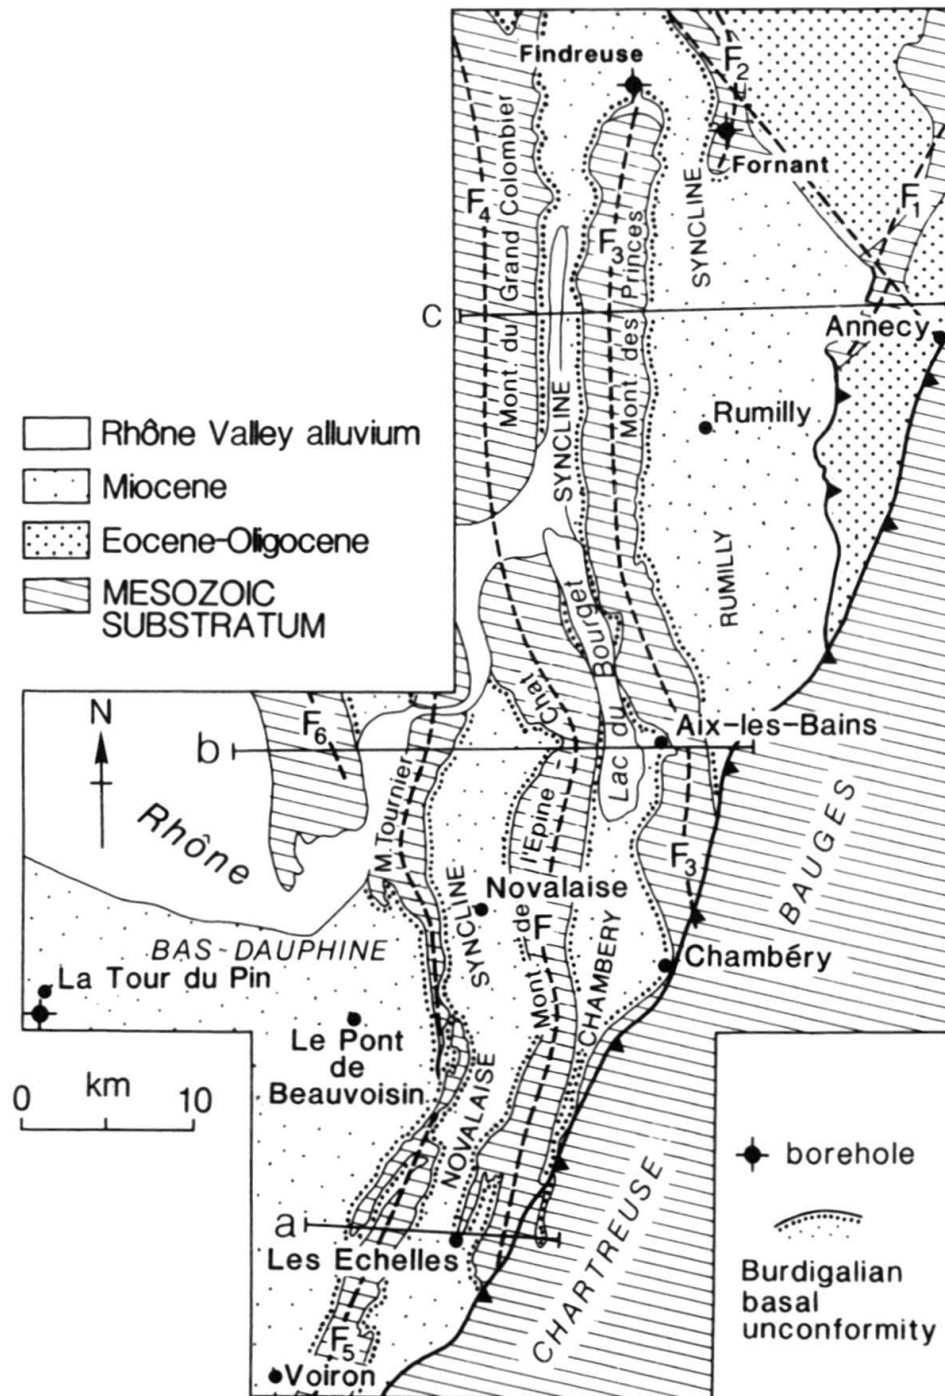 Findreuse
F2
Fornant
F4
Mont. du Grand Colombier
F3
Mont. des Princes
SYNCLINE
F1
C
Annecy
SYNCLINE
Rumilly
RUMILLY
Rhône Valley alluvium
Miocene
Eocene-Oligocene
MESOZOIC
SUBSTRATUM
N
F6
b
Lac du Bourget
Aix-les-Bains
Rhône
M. Tournier
Mont de l'Epine - Chat
F3
BAUGES
Novalaise
F
SYNCLINE
NOVALAISE
CHAMBERY
Chambéry
BAS-DAUPHINE
La Tour du Pin
Le Pont
de
Beauvoisin
km
0 10
a
Les Echelles
CHARTREUSE
F5
Voiron
borehole
Burdigalian
basal
unconformity